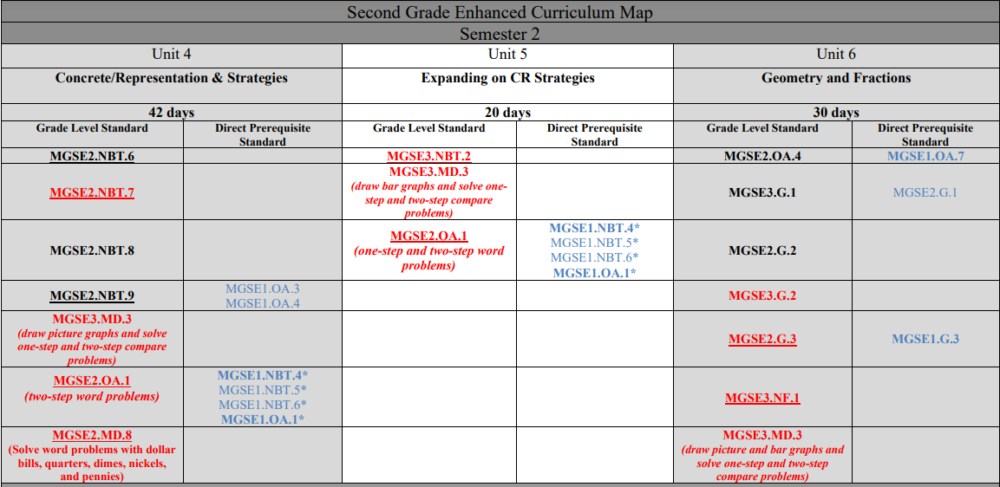 Second Grade Enhanced Curriculum Map
Semester 2
Unit 4
Unit 5
Unit 6
Concrete/Representation & Strategies
Expanding on CR Strategies
Geometry and Fractions
42 days
20 days
30 days
Grade Level Standard
Direct Prerequisite
Standard
Grade Level Standard
Direct Prerequisite
Standard
Grade Level Standard
Direct Prerequisite
Standard
MGSE2.NBT.6
MGSE3.NBT.2
MGSE2.OA.4
MGSE1.OA.7
MGSE2.NBT.7
MGSE3.MD.3
(draw bar graphs and solve one-
step and two-step compare
problems)
MGSE3.G.1
MGSE2.G.1
MGSE2.NBT.8
MGSE2.OA.1
(one-step and two-step word
problems)
MGSE1.NBT.4*
MGSE1.NBT.5*
MGSE1.NBT.6*
MGSE1.OA.1*
MGSE2.G.2
MGSE2.NBT.9
MGSE1.OA.3
MGSE1.OA.4
MGSE3.G.2
MGSE3.MD.3
(draw picture graphs and solve
one-step and two-step compare
problems)
MGSE2.G.3
MGSE1.G.3
MGSE2.OA.1
(two-step word problems)
MGSE1.NBT.4*
MGSE1.NBT.5*
MGSE1.NBT.6*
MGSE1.OA.1*
MGSE3.NF.1
MGSE2.MD.8
(Solve word problems with dollar
bills, quarters, dimes, nickels,
and pennies)
MGSE3.MD.3
(draw picture and bar graphs and
solve one-step and two-step
compare problems)